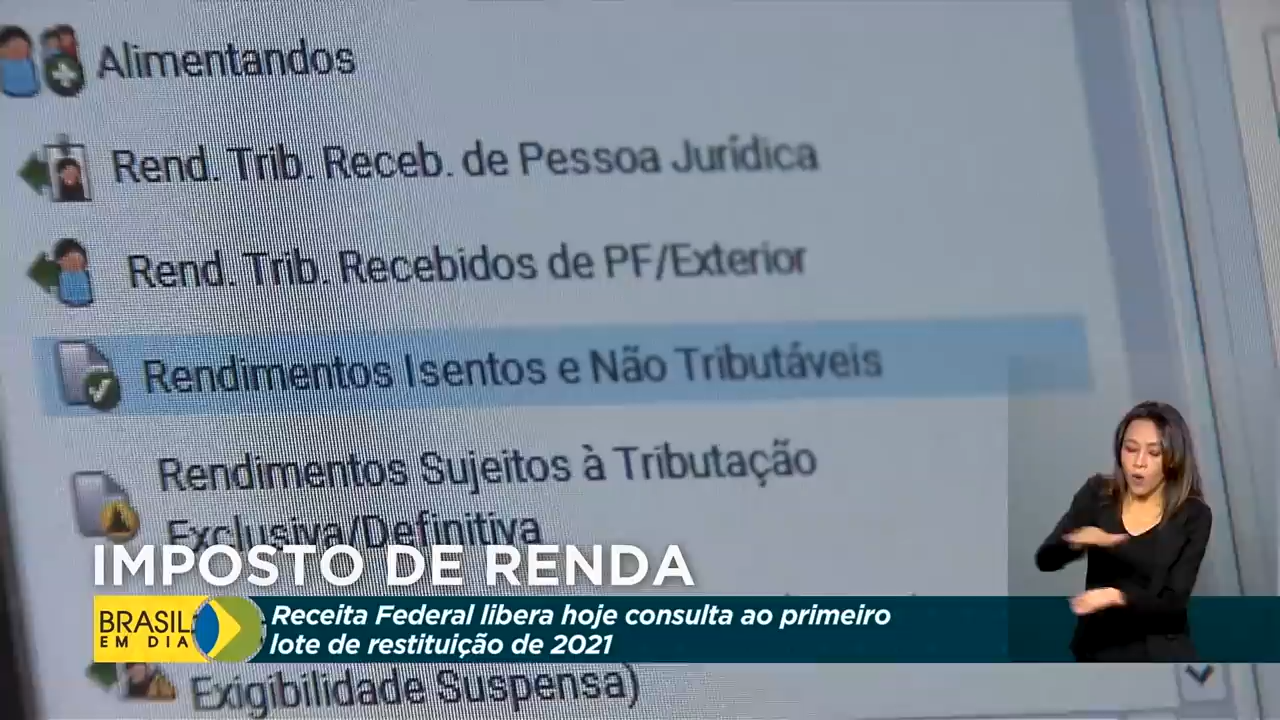 Alimentandos
Rend. Trib. Receb. de Pessoa Jurídica
Rend. Trib. Recebidos de PF/Exterior
Rendimentos Isentos e Não Tributáveis
Rendimentos Sujeitos à Tributação
Exclusiva/Definitiva
IMPOSTO DE RENDA
BRASIL
EM DIA
Receita Federal libera hoje consulta ao primeiro
lote de restituição de 2021
Exigibilidade Suspensa)